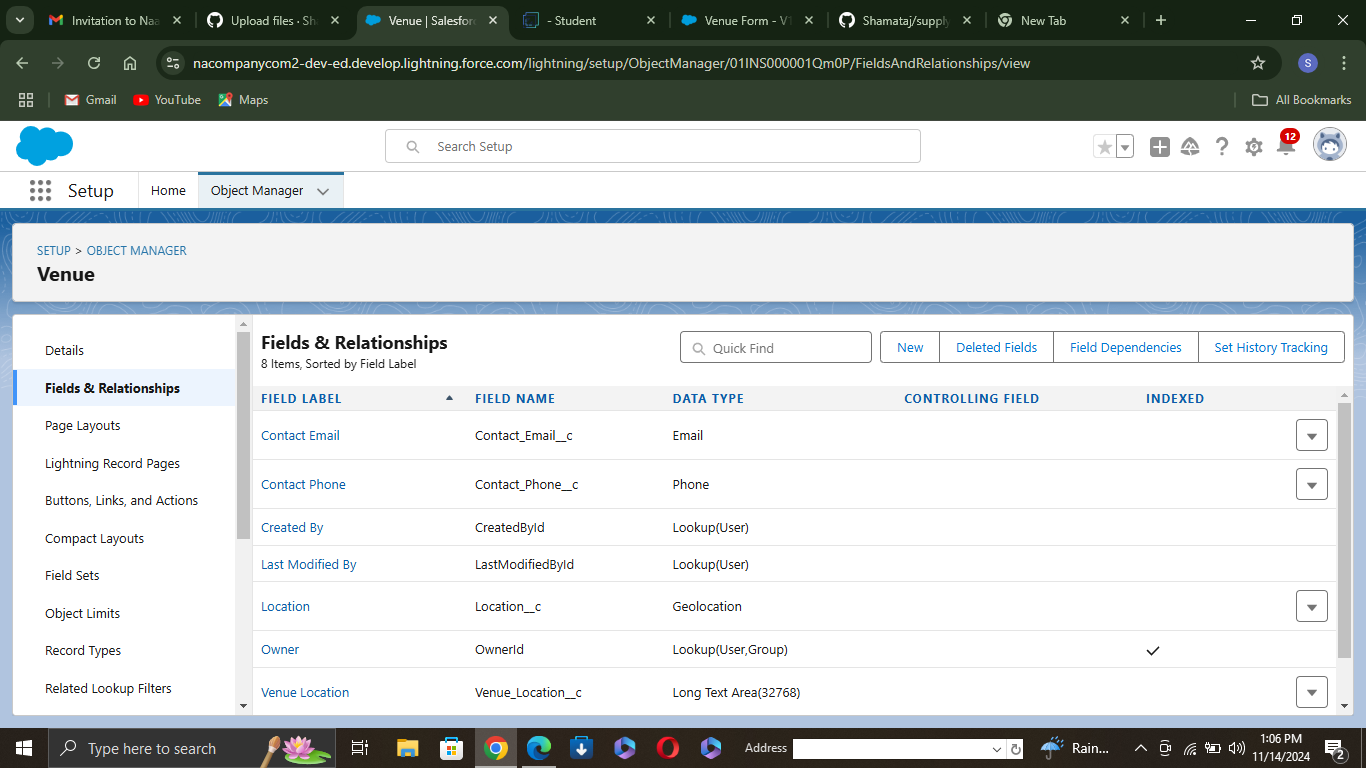 Invitation to Naa
Upload files · Sha
Venue | Salesforc
- Student
Venue Form - V1
Shamataj/supply
New Tab
nacompanycom2-dev-ed.develop.lightning.force.com/lightning/setup/ObjectManager/01INS000001Qm0P/FieldsAndRelationships/view
S
Gmail
YouTube
Maps
All Bookmarks
Search Setup
12
Setup
Home
Object Manager
SETUP > OBJECT MANAGER
Venue
Details
Fields & Relationships
Page Layouts
Lightning Record Pages
Buttons, Links, and Actions
Compact Layouts
Field Sets
Object Limits
Record Types
Related Lookup Filters
Fields & Relationships
8 Items, Sorted by Field Label
Quick Find
New
Deleted Fields
Field Dependencies
Set History Tracking
FIELD LABEL FIELD NAME DATA TYPE CONTROLLING FIELD INDEXED
Contact Email Contact_Email__c Email
Contact Phone Contact_Phone__c Phone
Created By CreatedById Lookup(User)
Last Modified By LastModifiedById Lookup(User)
Location Location__c Geolocation
Owner OwnerId Lookup(User,Group)
Venue Location Venue_Location__c Long Text Area(32768)
Type here to search
Address
Rain...
1:06 PM
11/14/2024
2